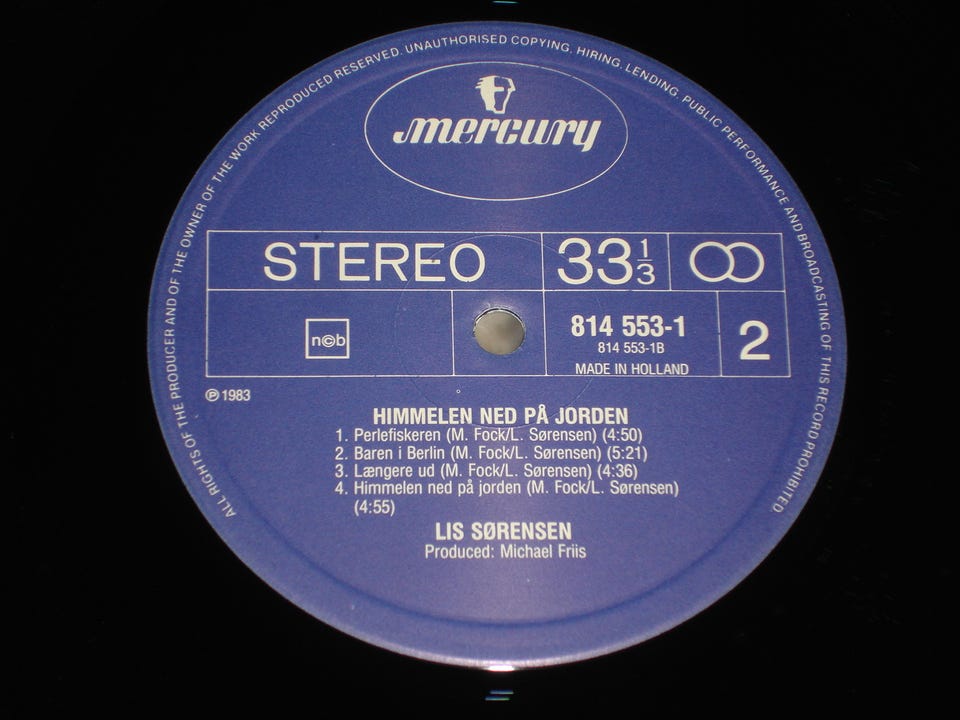 ALL RIGHTS OF THE PRODUCER AND OF THE OWNER OF THE WORK REPRODUCED RESERVED. UNAUTHORISED COPYING, HIRING, LENDING, PUBLIC PERFORMANCE AND BROADCASTING OF THIS RECORD PROHIBITED.
mercury
STEREO 33 1/3
n©b 814 553-1 2
814 553-1B
MADE IN HOLLAND
℗ 1983
HIMMELEN NED PÅ JORDEN
1. Perlefiskeren (M. Fock/L. Sørensen) (4:50)
2. Baren i Berlin (M. Fock/L. Sørensen) (5:21)
3. Længere ud (M. Fock/L. Sørensen) (4:36)
4. Himmelen ned på jorden (M. Fock/L. Sørensen)
(4:55)
LIS SØRENSEN
Produced: Michael Friis